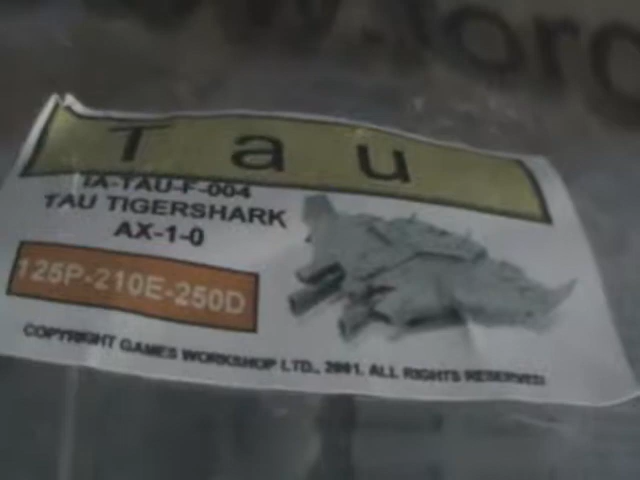 Tau
IA-TAU-F-004
TAU TIGERSHARK
AX-1-0
125P-210E-250D
COPYRIGHT GAMES WORKSHOP LTD., 2001. ALL RIGHTS RESERVED